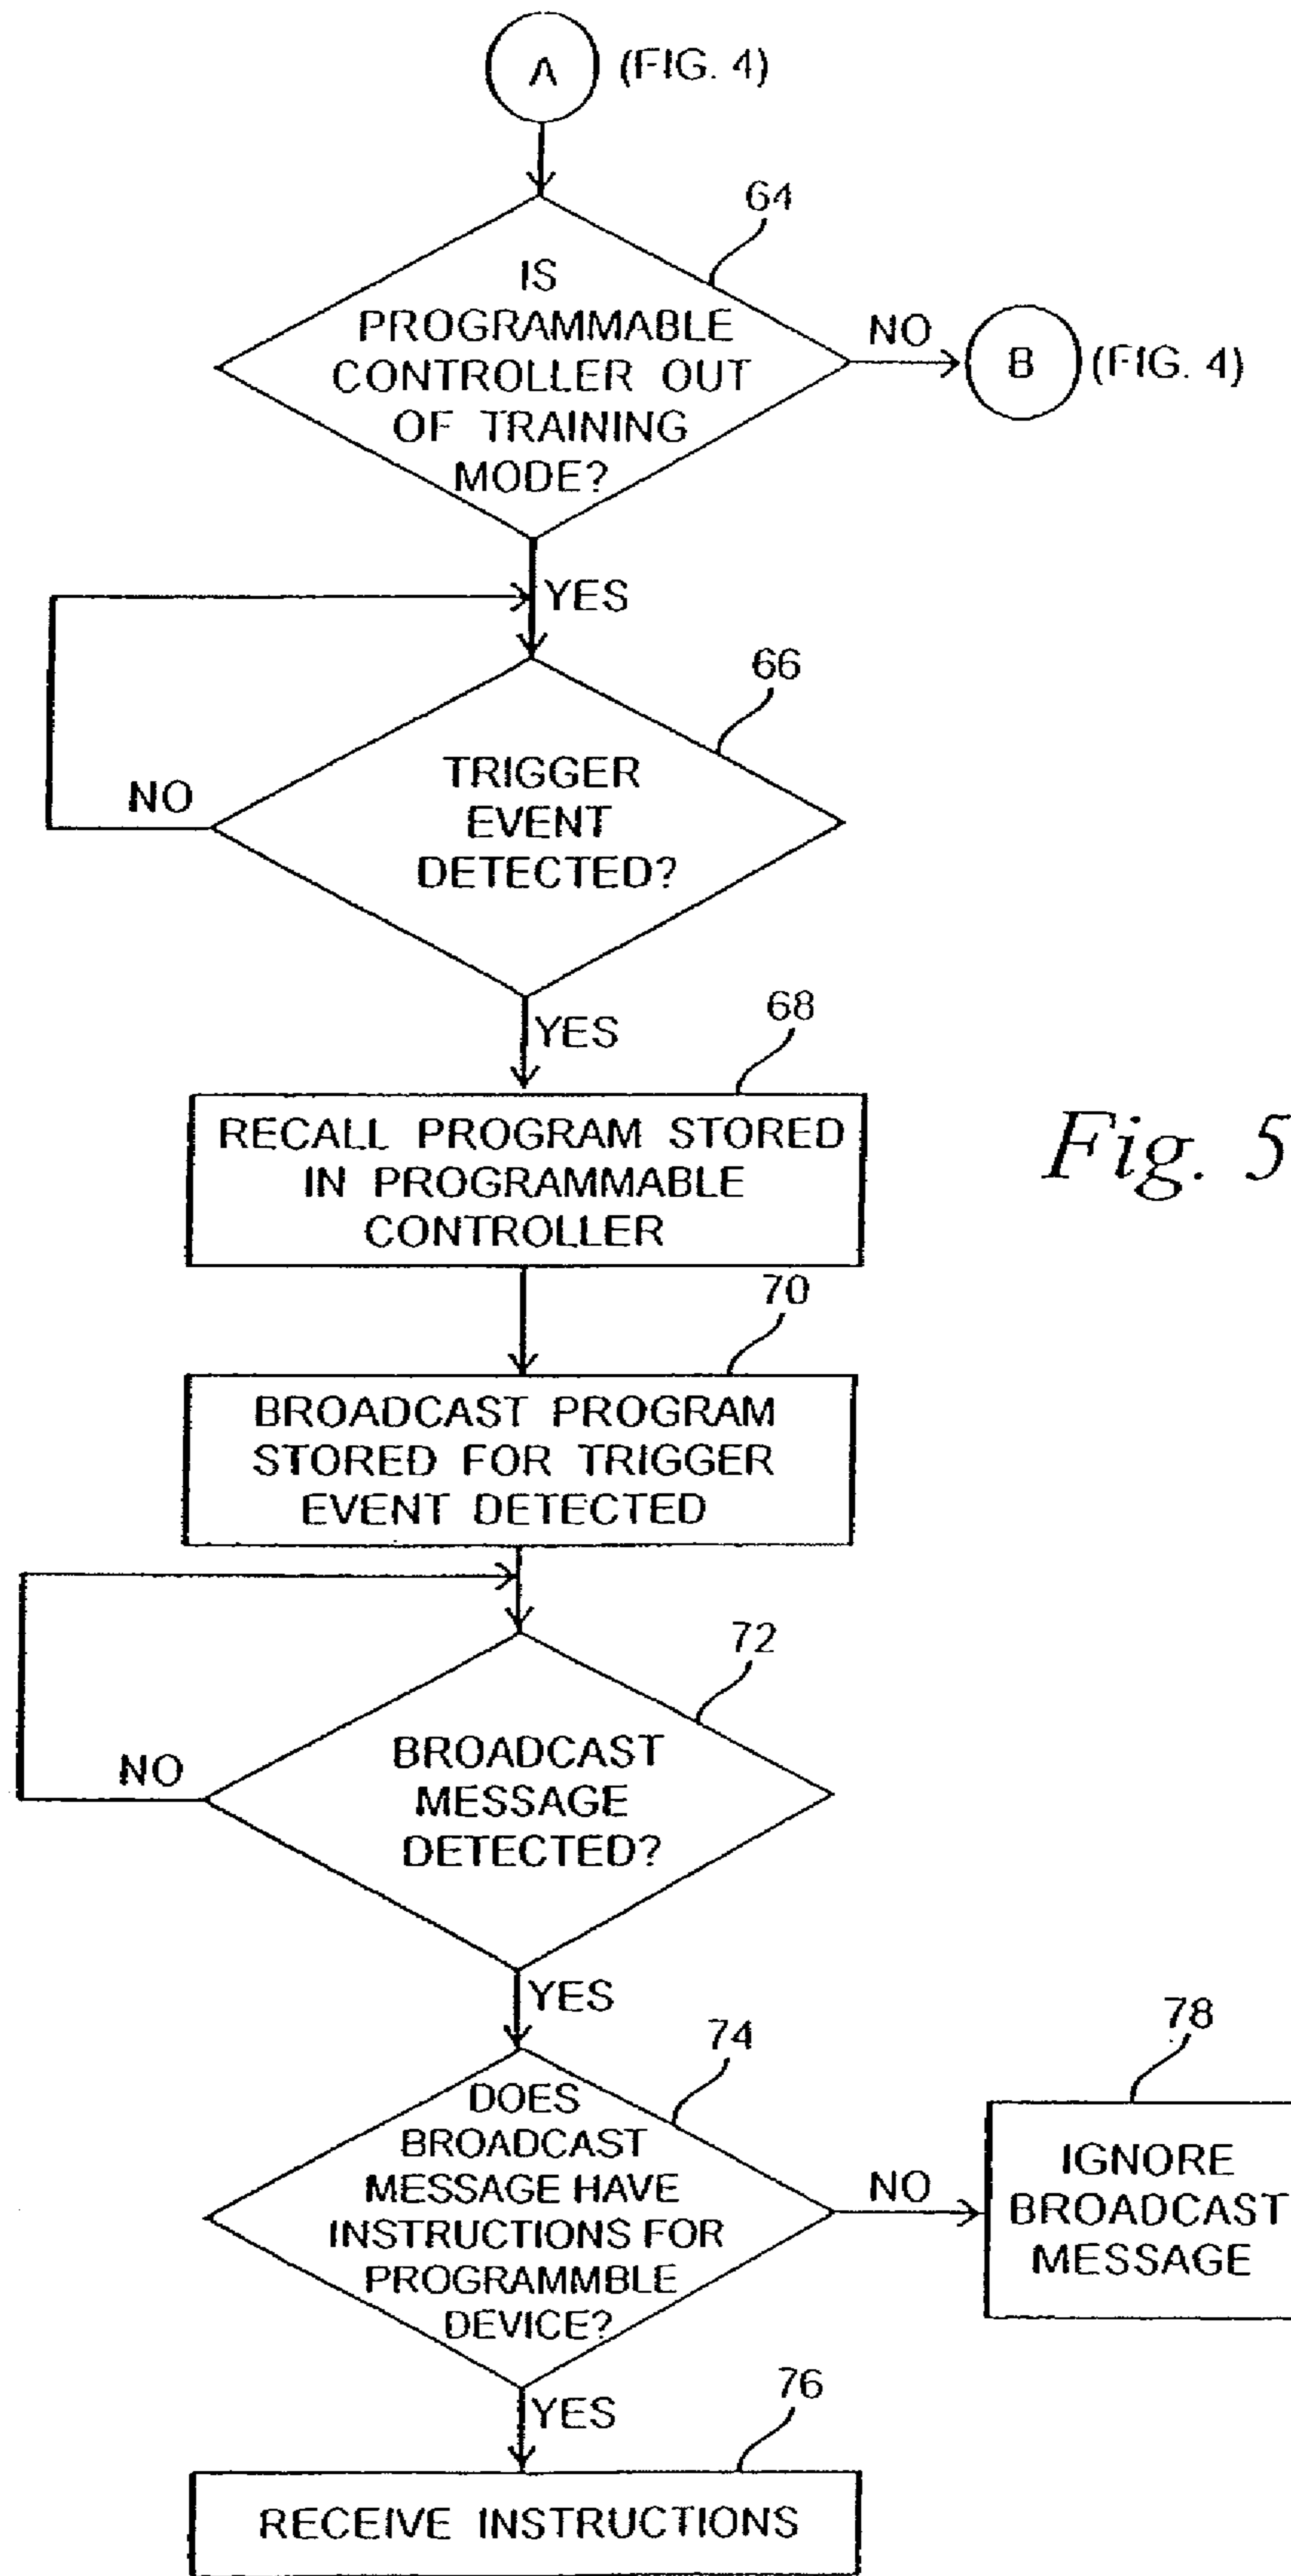 A (FIG. 4)
64
IS
PROGRAMMABLE
CONTROLLER OUT
OF TRAINING
MODE?
NO
B (FIG. 4)
YES
66
TRIGGER
EVENT
DETECTED?
NO
YES
68
RECALL PROGRAM STORED
IN PROGRAMMABLE
CONTROLLER
Fig. 5
70
BROADCAST PROGRAM
STORED FOR TRIGGER
EVENT DETECTED
72
BROADCAST
MESSAGE
DETECTED?
NO
YES
74
DOES
BROADCAST
MESSAGE HAVE
INSTRUCTIONS FOR
PROGRAMMBLE
DEVICE?
NO
78
IGNORE
BROADCAST
MESSAGE
YES
76
RECEIVE INSTRUCTIONS